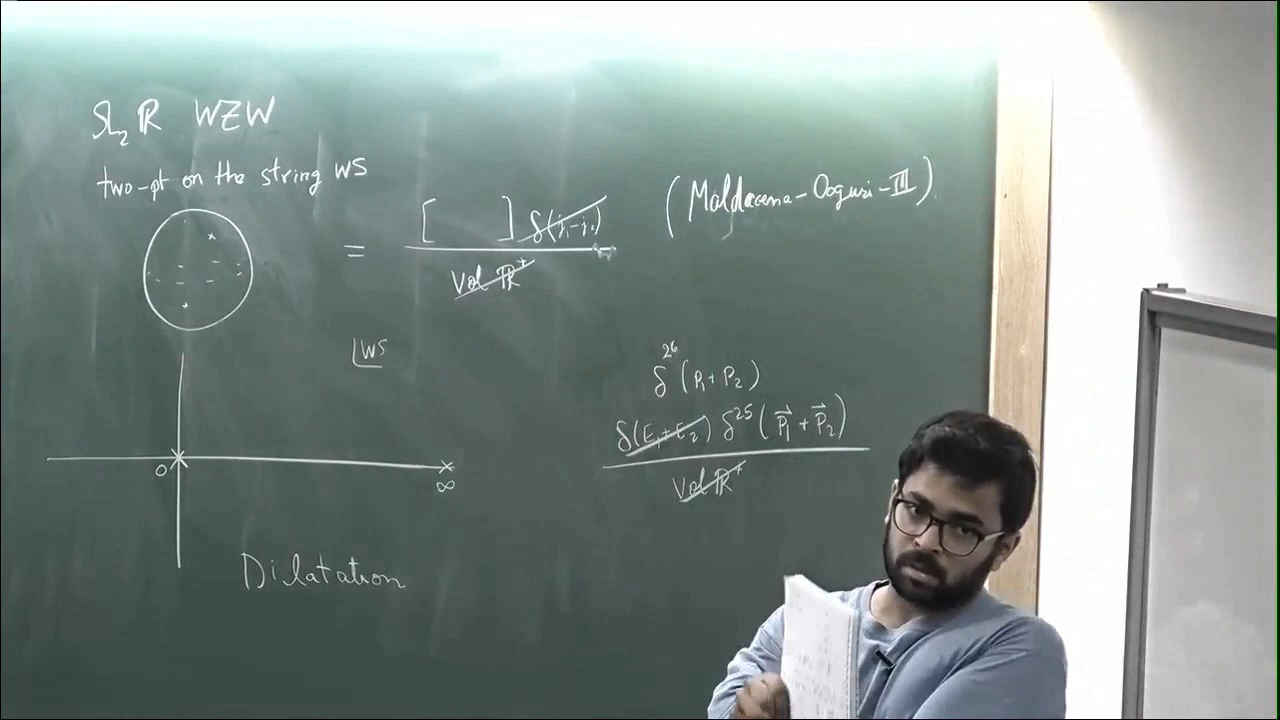 SL₂ ℝ WZW
two-pt on the string WS
= [ ] δ(j₁-j₂)
Vol ℝ*
(Maldacena-Ooguri-III).
WS
δ²⁶ (P₁ + P₂)
δ(E₁+E₂) δ²⁵ (P⃗₁ + P⃗₂)
Vol ℝ*
0
∞
Dilatation